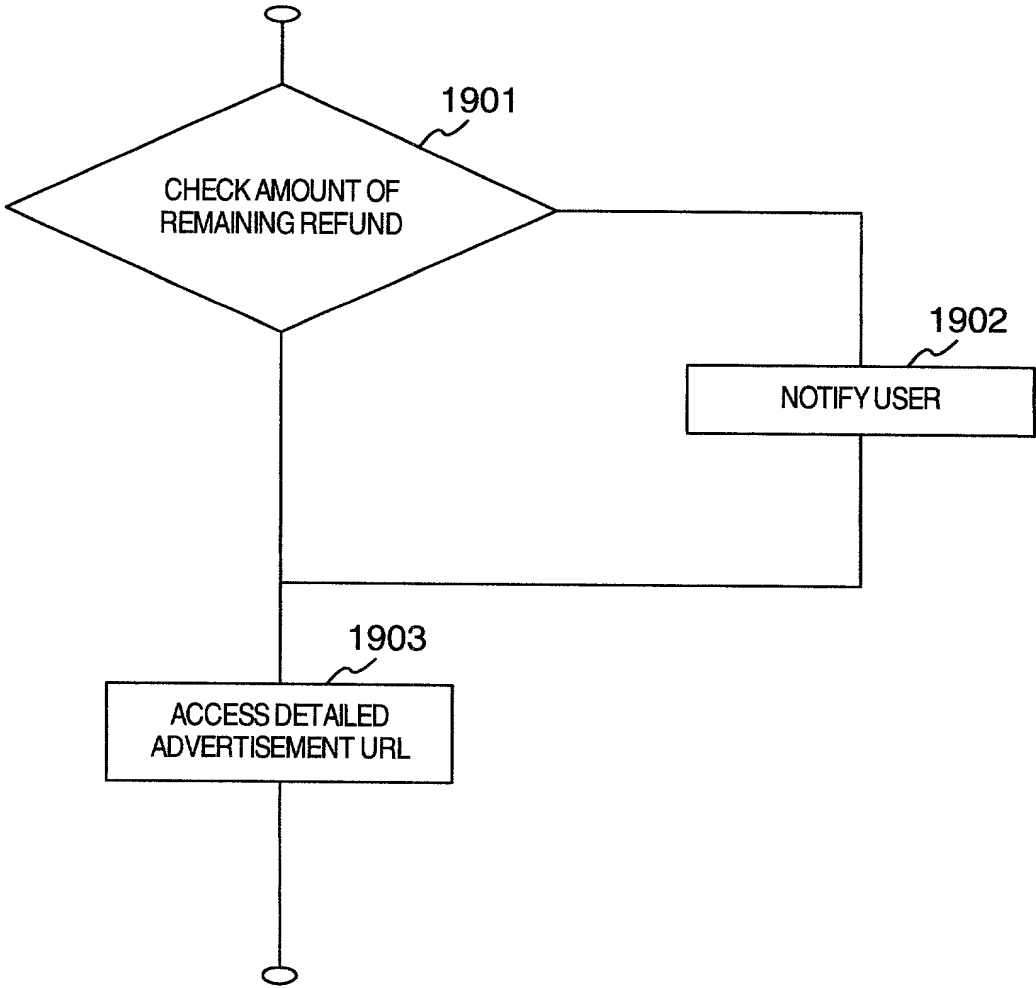 1901
CHECK AMOUNT OF
REMAINING REFUND
1902
NOTIFY USER
1903
ACCESS DETAILED
ADVERTISEMENT URL